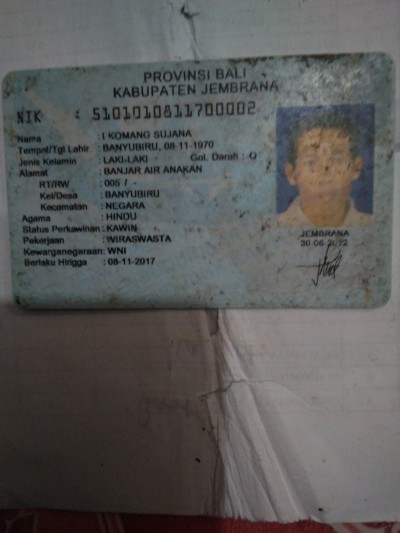 PROVINSI BALI
KABUPATEN JEMBRANA
NIK : 5101010811700002
Nama : I KOMANG SUJANA
Tempat/Tgl Lahir : BANYUBIRU, 08-11-1970
Jenis Kelamin : LAKI-LAKI Gol. Darah : O
Alamat : BANJAR AIR ANAKAN
RT/RW : 005 / -
Kel/Desa : BANYUBIRU
Kecamatan : NEGARA
Agama : HINDU
Status Perkawinan : KAWIN
Pekerjaan : WIRASWASTA
Kewarganegaraan : WNI
Berlaku Hingga : 08-11-2017
JEMBRANA
30-06-2012